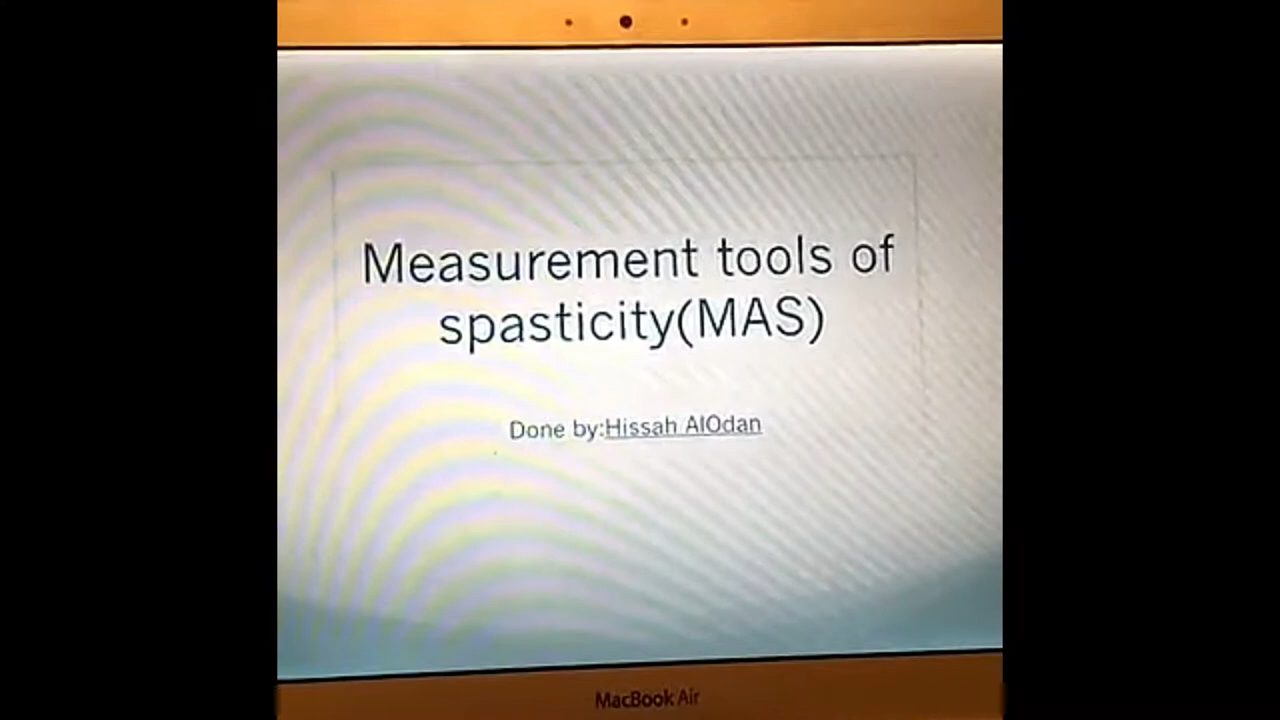 Measurement tools of
spasticity(MAS)
Done by:Hissah AlOdan
MacBook Air